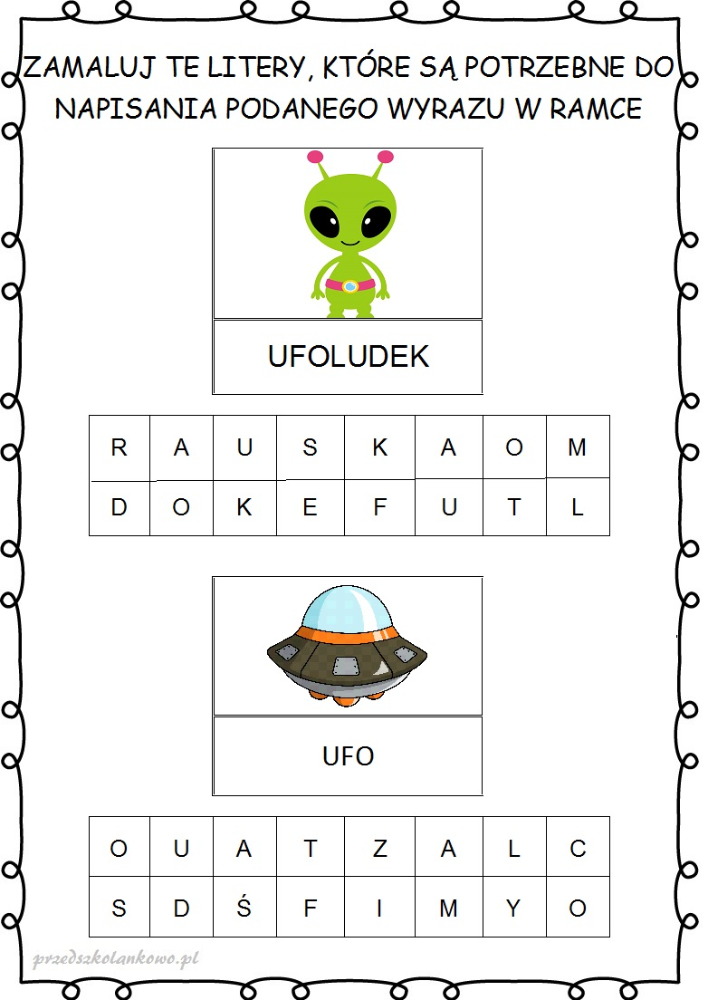 ZAMALUJ TE LITERY, KTÓRE SĄ POTRZEBNE DO
NAPISANIA PODANEGO WYRAZU W RAMCE
UFOLUDEK
R A U S K A O M
D O K E F U T L
UFO
O U A T Z A L C
S D Ś F I M Y O
przedszkolankowo.pl